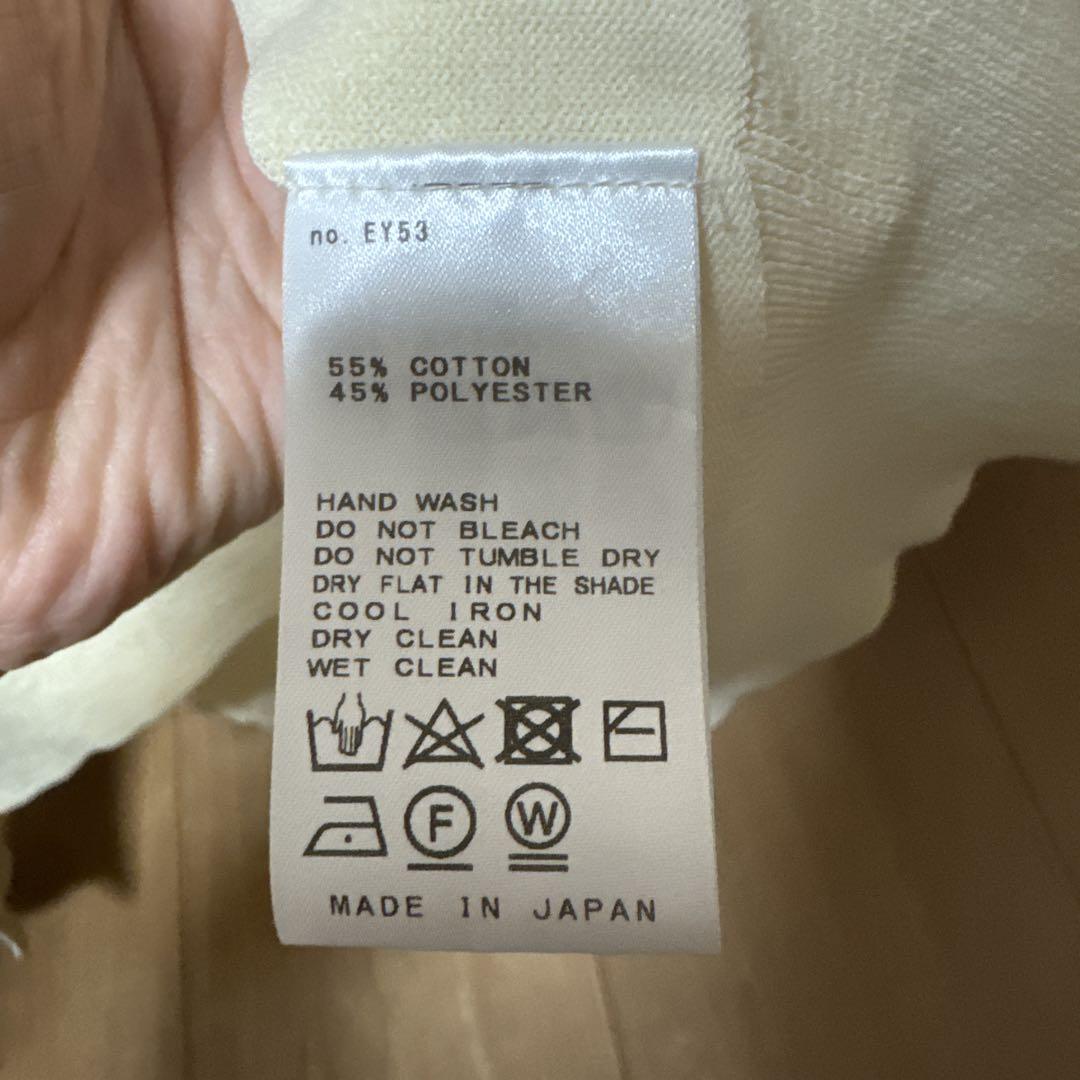 no. EY53
55% COTTON
45% POLYESTER
HAND WASH
DO NOT BLEACH
DO NOT TUMBLE DRY
DRY FLAT IN THE SHADE
COOL IRON
DRY CLEAN
WET CLEAN
F W
MADE IN JAPAN